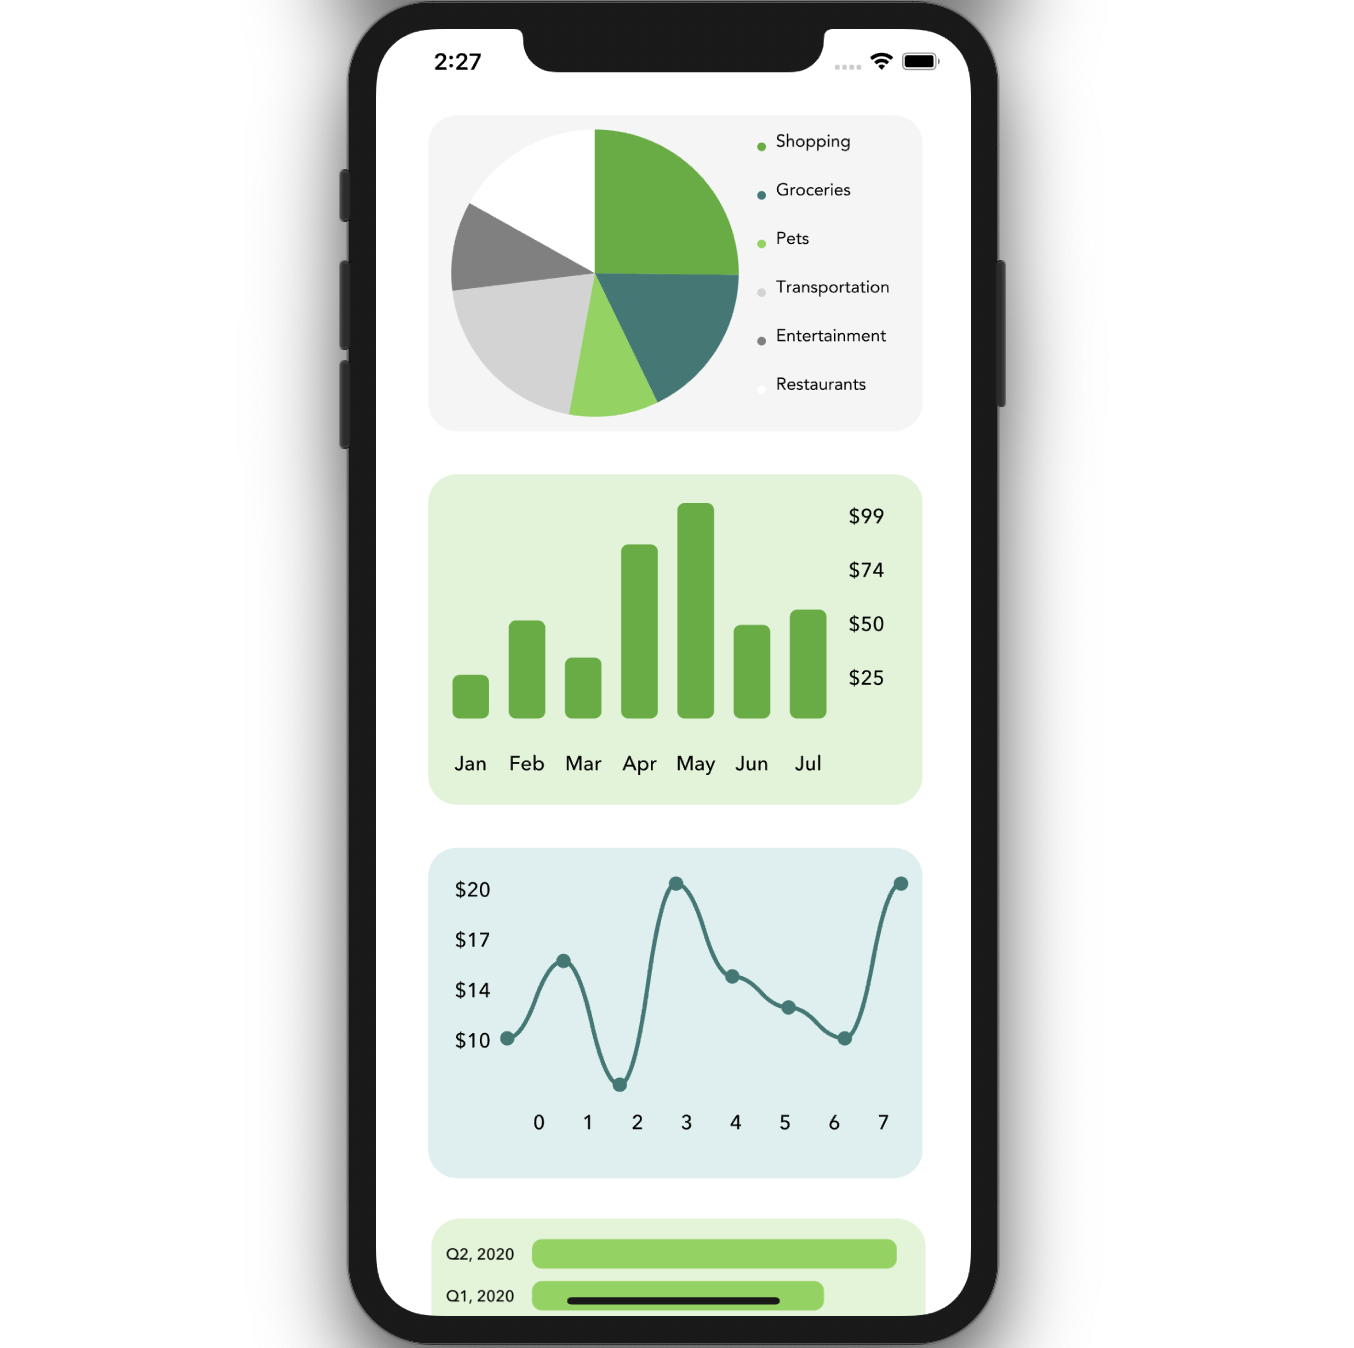 2:27
Shopping
Groceries
Pets
Transportation
Entertainment
Restaurants
$99
$74
$50
$25
Jan Feb Mar Apr May Jun Jul
$20
$17
$14
$10
0 1 2 3 4 5 6 7
Q2, 2020
Q1, 2020